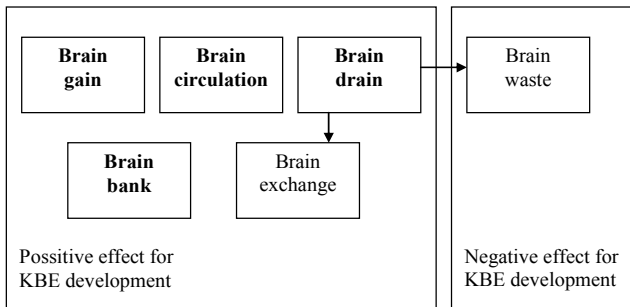 Brain
gain
Brain
circulation
Brain
drain
Brain
waste
Brain
bank
Brain
exchange
Possitive effect for
KBE development
Negative effect for
KBE development